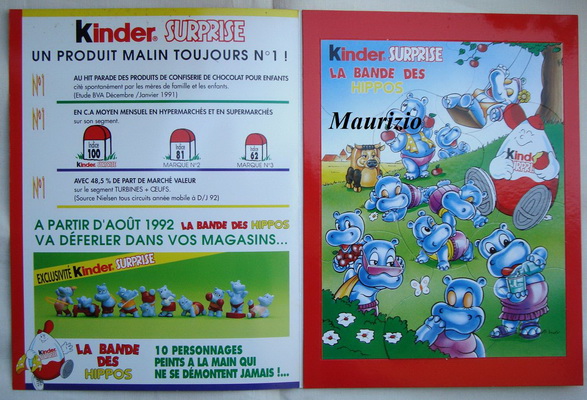 Kinder® SURPRISE
UN PRODUIT MALIN TOUJOURS N°1 !
N°1
AU HIT PARADE DES PRODUITS DE CONFISERIE DE CHOCOLAT POUR ENFANTS
cité spontanément par les mères de famille et les enfants.
(Etude BVA Décembre /Janvier 1991)
N°1
EN C.A MOYEN MENSUEL EN HYPERMARCHÉS ET EN SUPERMARCHÉS
sur son segment.
Indice 100
Indice 81
Indice 62
Kinder SURPRISE
MARQUE N°2
MARQUE N°3
N°1
AVEC 48,5 % DE PART DE MARCHÉ VALEUR
sur le segment TURBINES + ŒUFS.
(Source Nielsen tous circuits année mobile à D/J 92)
A PARTIR D'AOÛT 1992 LA BANDE DES HIPPOS
VA DÉFERLER DANS VOS MAGASINS...
EXCLUSIVITÉ Kinder SURPRISE
Kinder
LA BANDE
DES
HIPPOS
10 PERSONNAGES
PEINTS A LA MAIN QUI
NE SE DÉMONTENT JAMAIS !...
Kinder SURPRISE
LA BANDE DES
HIPPOS
Maurizio
Kinder
SURPRISE